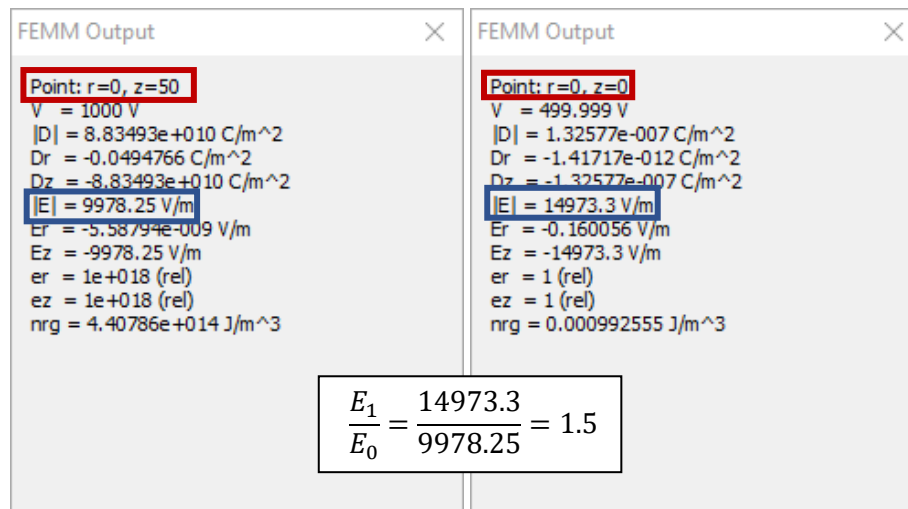 FEMM Output
Point: r=0, z=50
V = 1000 V
|D| = 8.83493e+010 C/m^2
Dr = -0.0494766 C/m^2
Dz = -8.83493e+010 C/m^2
|E| = 9978.25 V/m
Er = -5.58794e-009 V/m
Ez = -9978.25 V/m
er = 1e+018 (rel)
ez = 1e+018 (rel)
nrg = 4.40786e+014 J/m^3
FEMM Output
Point: r=0, z=0
V = 499.999 V
|D| = 1.32577e-007 C/m^2
Dr = -1.41717e-012 C/m^2
Dz = -1.32577e-007 C/m^2
|E| = 14973.3 V/m
Er = -0.160056 V/m
Ez = -14973.3 V/m
er = 1 (rel)
ez = 1 (rel)
nrg = 0.000992555 J/m^3
E₁/E₀ = 14973.3/9978.25 = 1.5